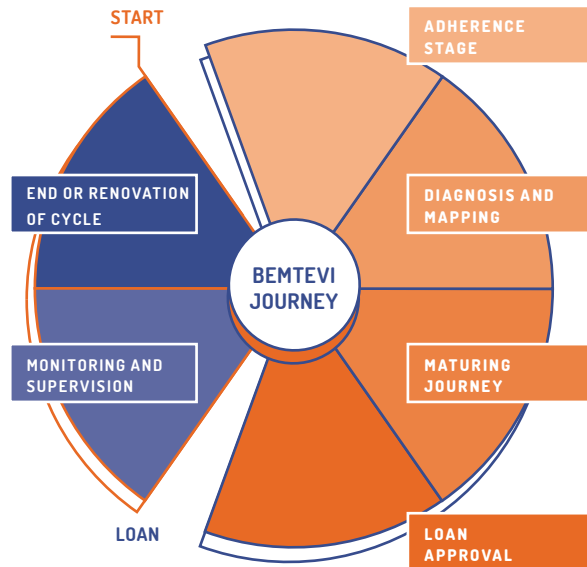 START
ADHERENCE
STAGE
END OR RENOVATION
OF CYCLE
DIAGNOSIS AND
MAPPING
BEMTEVI
JOURNEY
MONITORING AND
SUPERVISION
MATURING
JOURNEY
LOAN
LOAN
APPROVAL